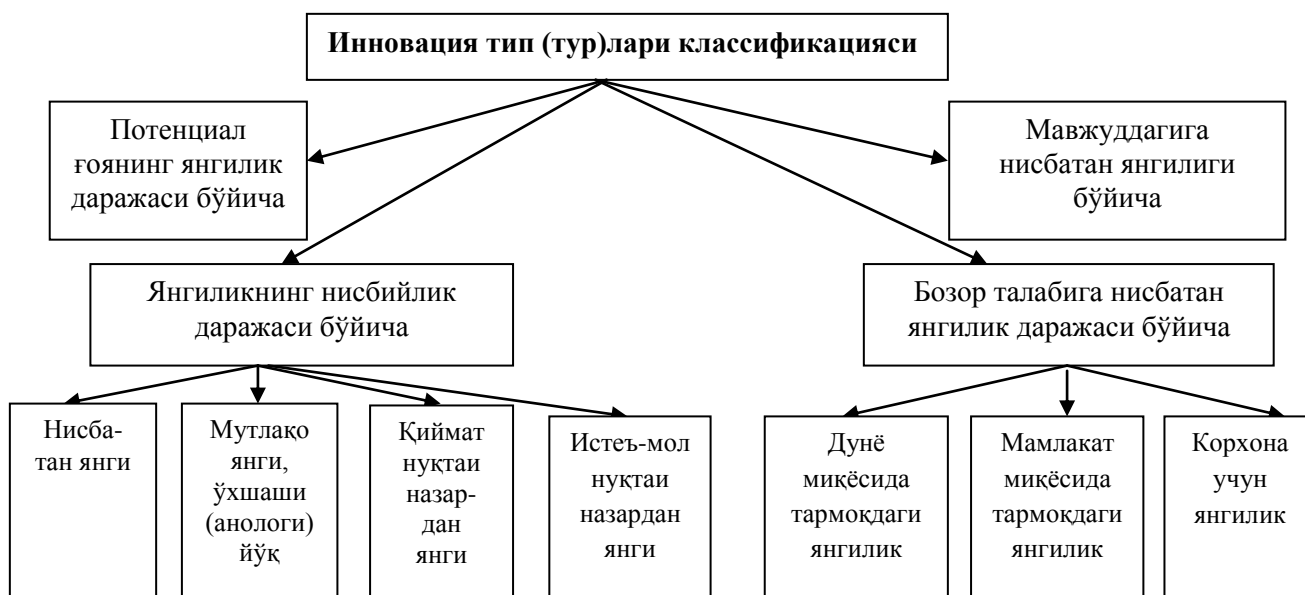 Инновация тип (тур)лари классификацияси
Потенциал
ғоянинг янгилик
даражаси бўйича
Мавжуддагига
нисбатан янгилиги
бўйича
Янгиликнинг нисбийлик
даражаси бўйича
Бозор талабига нисбатан
янгилик даражаси бўйича
Нисба-
тан янги
Мутлақо
янги,
ўхшаши
(анологи)
йўқ
Қиймат
нуқтаи
назар-
дан
янги
Истеъ-мол
нуқтаи
назардан
янги
Дунё
миқёсида
тармоқдаги
янгилик
Мамлакат
миқёсида
тармоқдаги
янгилик
Корхона
учун
янгилик